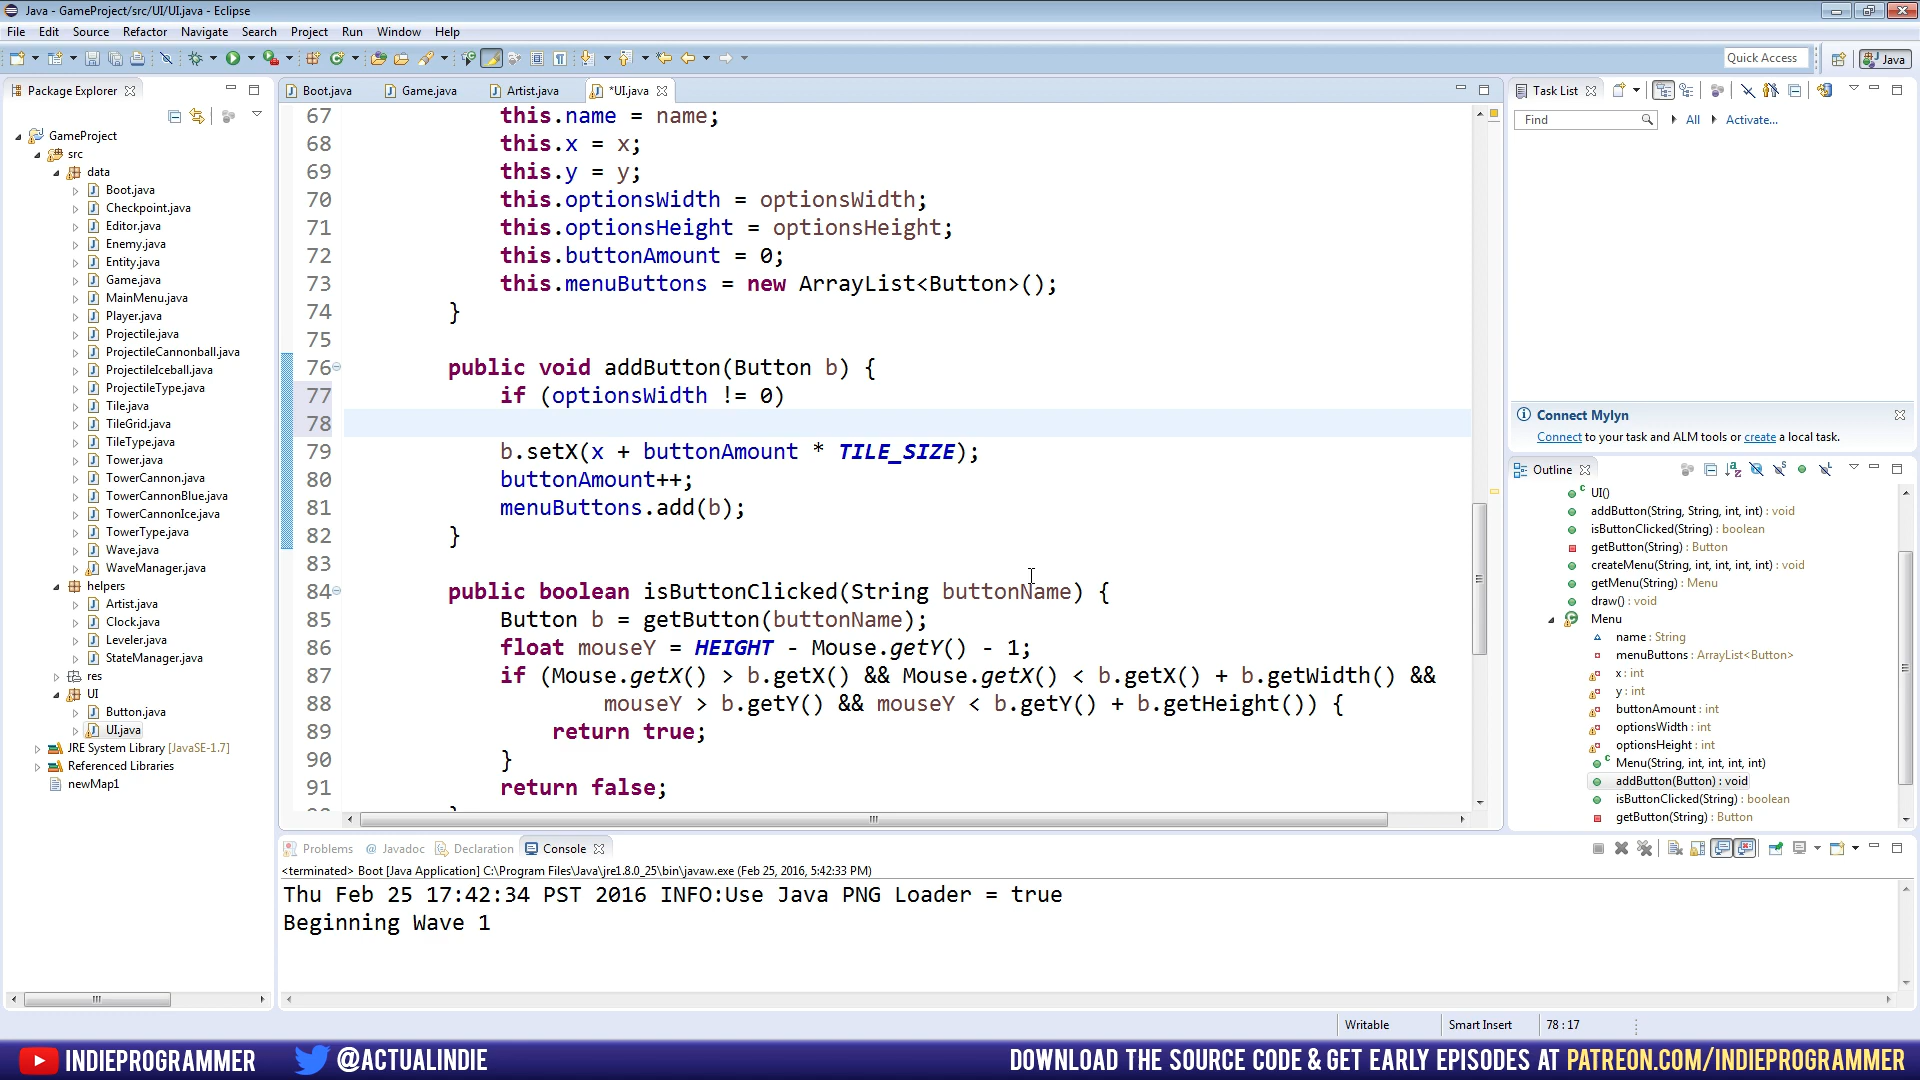 Java - GameProject/src/UI/UI.java - Eclipse
File Edit Source Refactor Navigate Search Project Run Window Help
Quick Access
Java
Package Explorer
GameProject
src
data
Boot.java
Checkpoint.java
Editor.java
Enemy.java
Entity.java
Game.java
MainMenu.java
Player.java
Projectile.java
ProjectileCannonball.java
ProjectileIceball.java
ProjectileType.java
Tile.java
TileGrid.java
TileType.java
Tower.java
TowerCannon.java
TowerCannonBlue.java
TowerCannonIce.java
TowerType.java
Wave.java
WaveManager.java
helpers
Artist.java
Clock.java
Leveler.java
StateManager.java
res
UI
Button.java
UI.java
JRE System Library [JavaSE-1.7]
Referenced Libraries
newMap1
Boot.java Game.java Artist.java *UI.java
67 this.name = name;
68 this.x = x;
69 this.y = y;
70 this.optionsWidth = optionsWidth;
71 this.optionsHeight = optionsHeight;
72 this.buttonAmount = 0;
73 this.menuButtons = new ArrayList<Button>();
74 }
75
76 public void addButton(Button b) {
77 if (optionsWidth != 0)
78
79 b.setX(x + buttonAmount * TILE_SIZE);
80 buttonAmount++;
81 menuButtons.add(b);
82 }
83
84 public boolean isButtonClicked(String buttonName) {
85 Button b = getButton(buttonName);
86 float mouseY = HEIGHT - Mouse.getY() - 1;
87 if (Mouse.getX() > b.getX() && Mouse.getX() < b.getX() + b.getWidth() &&
88 mouseY > b.getY() && mouseY < b.getY() + b.getHeight()) {
89 return true;
90 }
91 return false;
Task List
Find All Activate...
Connect Mylyn
Connect to your task and ALM tools or create a local task.
Outline
UI()
addButton(String, String, int, int) : void
isButtonClicked(String) : boolean
getButton(String) : Button
createMenu(String, int, int, int, int) : void
getMenu(String) : Menu
draw() : void
Menu
name : String
menuButtons : ArrayList<Button>
x : int
y : int
buttonAmount : int
optionsWidth : int
optionsHeight : int
Menu(String, int, int, int, int)
addButton(Button) : void
isButtonClicked(String) : boolean
getButton(String) : Button
Problems @ Javadoc Declaration Console
<terminated> Boot [Java Application] C:\Program Files\Java\jre1.8.0_25\bin\javaw.exe (Feb 25, 2016, 5:42:33 PM)
Thu Feb 25 17:42:34 PST 2016 INFO:Use Java PNG Loader = true
Beginning Wave 1
Writable Smart Insert 78 : 17
INDIEPROGRAMMER @ACTUALINDIE DOWNLOAD THE SOURCE CODE & GET EARLY EPISODES AT PATREON.COM/INDIEPROGRAMMER